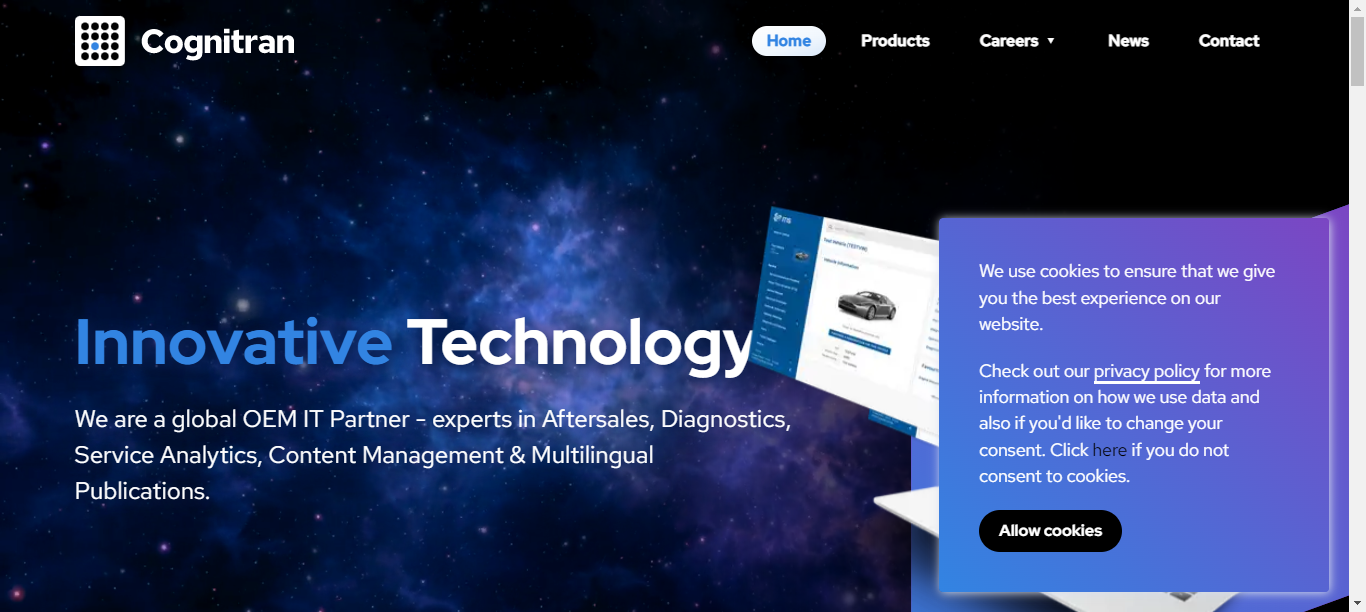 Cognitran
Home
Products
Careers
News
Contact
Innovative Technology
We are a global OEM IT Partner - experts in Aftersales, Diagnostics,
Service Analytics, Content Management & Multilingual
Publications.
We use cookies to ensure that we give
you the best experience on our
website.
Check out our privacy policy for more
information on how we use data and
also if you'd like to change your
consent. Click here if you do not
consent to cookies.
Allow cookies